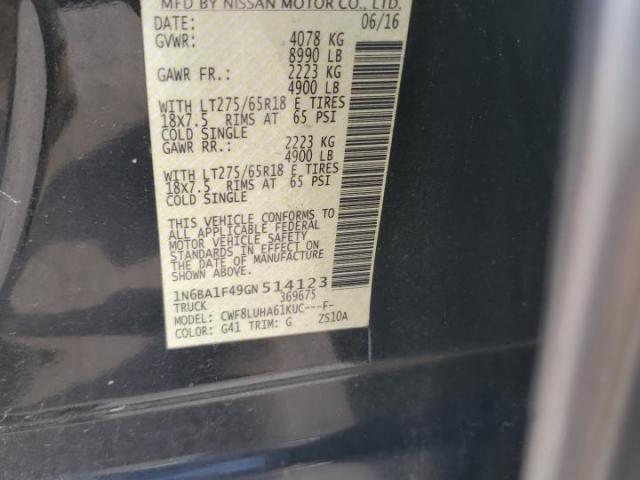 MFD BY NISSAN MOTOR CO., LTD.
DATE: 06/16
GVWR: 4078 KG
8990 LB
GAWR FR.: 2223 KG
4900 LB
WITH LT275/65R18 E TIRES
18X7.5 RIMS AT 65 PSI
COLD SINGLE
GAWR RR.: 2223 KG
4900 LB
WITH LT275/65R18 E TIRES
18X7.5 RIMS AT 65 PSI
COLD SINGLE
THIS VEHICLE CONFORMS TO
ALL APPLICABLE FEDERAL
MOTOR VEHICLE SAFETY
STANDARDS IN EFFECT ON
THE DATE OF MANUFACTURE
SHOWN ABOVE.
1N6BA1F49GN514123
TRUCK 369675
MODEL: CWF8LUHA61KUC---F-
COLOR: G41 TRIM: G ZS10A